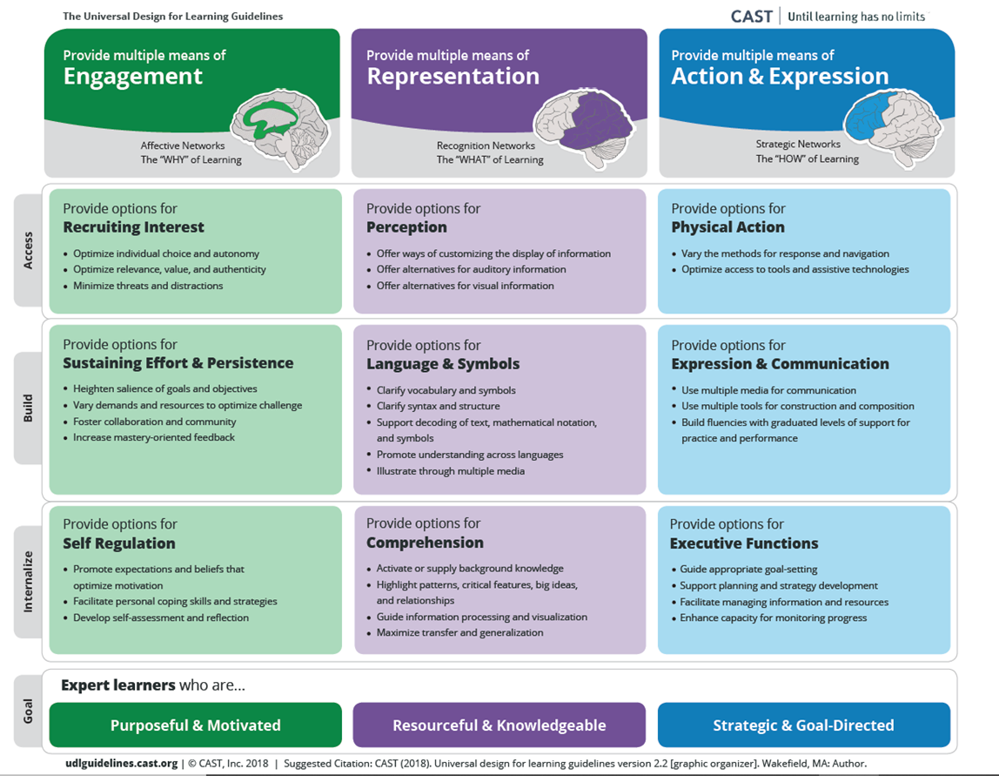 The Universal Design for Learning Guidelines
CAST | Until learning has no limits
Provide multiple means of
Engagement
Affective Networks
The “WHY” of Learning
Provide multiple means of
Representation
Recognition Networks
The “WHAT” of Learning
Provide multiple means of
Action & Expression
Strategic Networks
The “HOW” of Learning
Access
Provide options for
Recruiting Interest
• Optimize individual choice and autonomy
• Optimize relevance, value, and authenticity
• Minimize threats and distractions
Provide options for
Perception
• Offer ways of customizing the display of information
• Offer alternatives for auditory information
• Offer alternatives for visual information
Provide options for
Physical Action
• Vary the methods for response and navigation
• Optimize access to tools and assistive technologies
Build
Provide options for
Sustaining Effort & Persistence
• Heighten salience of goals and objectives
• Vary demands and resources to optimize challenge
• Foster collaboration and community
• Increase mastery-oriented feedback
Provide options for
Language & Symbols
• Clarify vocabulary and symbols
• Clarify syntax and structure
• Support decoding of text, mathematical notation,
and symbols
• Promote understanding across languages
• Illustrate through multiple media
Provide options for
Expression & Communication
• Use multiple media for communication
• Use multiple tools for construction and composition
• Build fluencies with graduated levels of support for
practice and performance
Internalize
Provide options for
Self Regulation
• Promote expectations and beliefs that
optimize motivation
• Facilitate personal coping skills and strategies
• Develop self-assessment and reflection
Provide options for
Comprehension
• Activate or supply background knowledge
• Highlight patterns, critical features, big ideas,
and relationships
• Guide information processing and visualization
• Maximize transfer and generalization
Provide options for
Executive Functions
• Guide appropriate goal-setting
• Support planning and strategy development
• Facilitate managing information and resources
• Enhance capacity for monitoring progress
Goal
Expert learners who are...
Purposeful & Motivated
Resourceful & Knowledgeable
Strategic & Goal-Directed
udlguidelines.cast.org | © CAST, Inc. 2018 | Suggested Citation: CAST (2018). Universal design for learning guidelines version 2.2 [graphic organizer]. Wakefield, MA: Author.